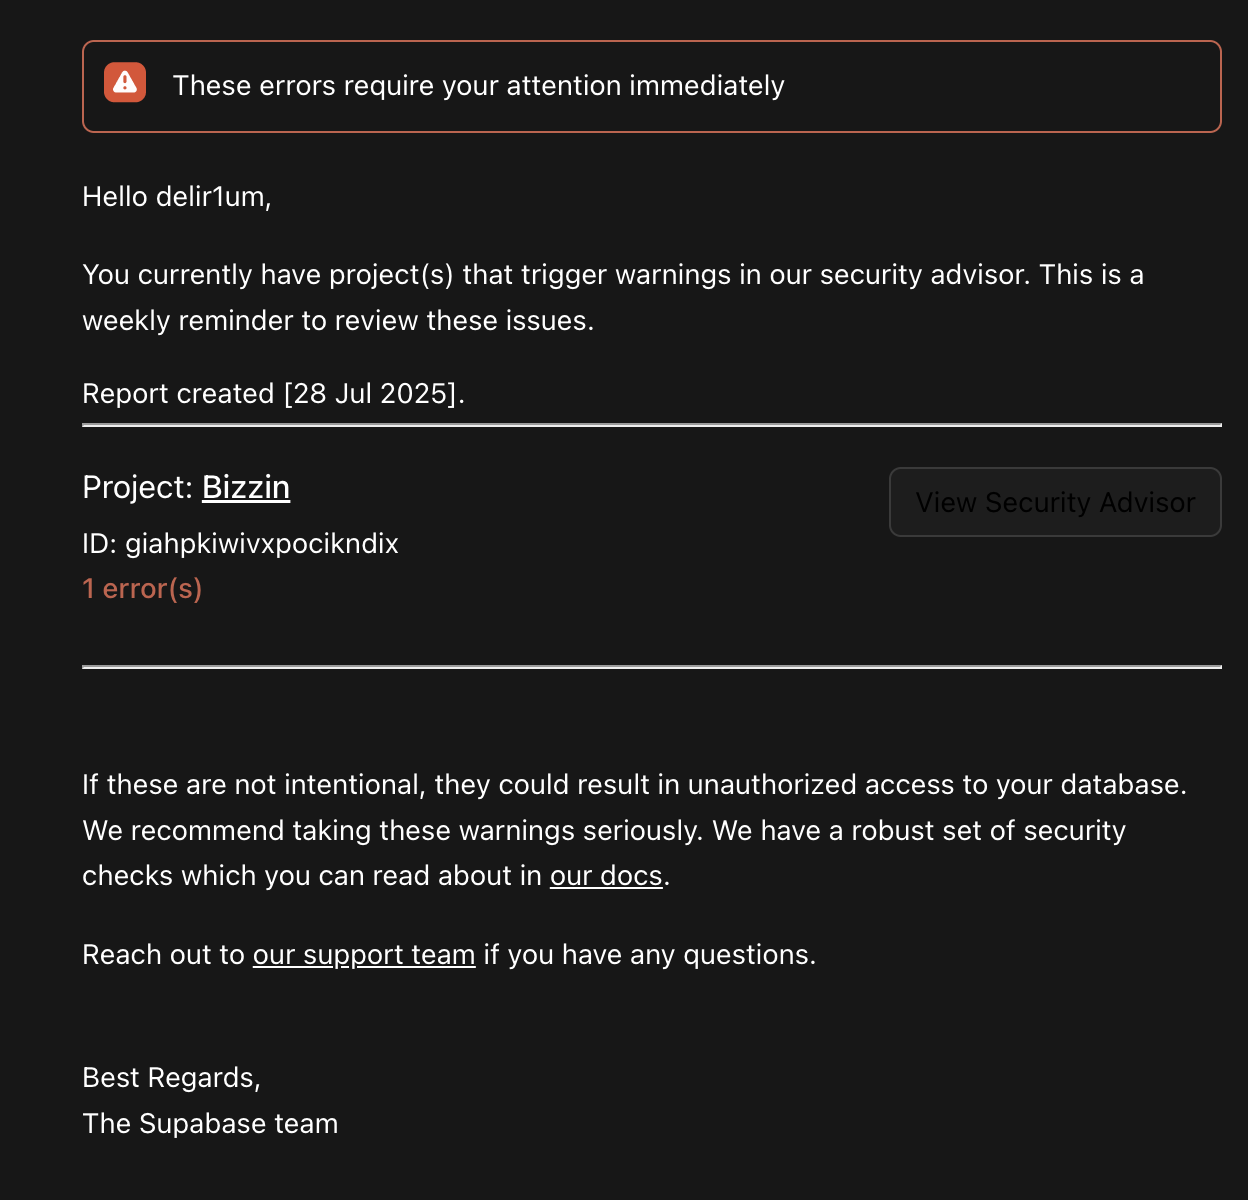 These errors require your attention immediately
Hello delir1um,
You currently have project(s) that trigger warnings in our security advisor. This is a
weekly reminder to review these issues.
Report created [28 Jul 2025].
Project: Bizzin
View Security Advisor
ID: giahpkiwivxpocikndix
1 error(s)
If these are not intentional, they could result in unauthorized access to your database.
We recommend taking these warnings seriously. We have a robust set of security
checks which you can read about in our docs.
Reach out to our support team if you have any questions.
Best Regards,
The Supabase team